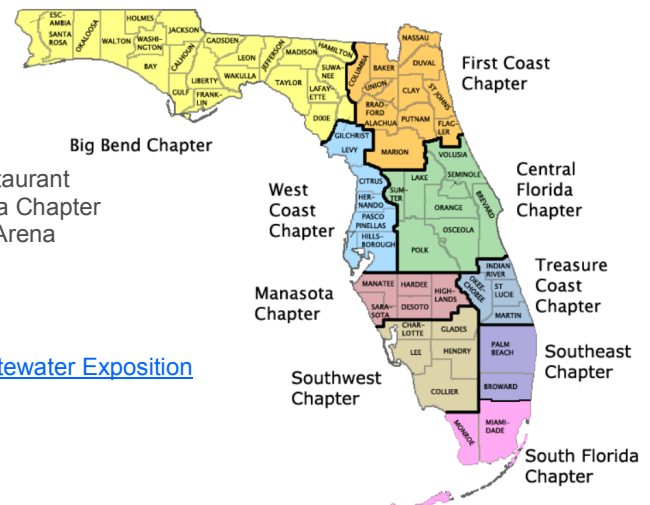 ESC-
AMBIA
SANTA
ROSA
OKALOOSA
WALTON
HOLMES
WASHI-
NGTON
BAY
JACKSON
CALHOUN
GULF
GADSDEN
LIBERTY
FRANK-
LIN
LEON
WAKULLA
JEFFERSON
MADISON
TAYLOR
HAMILTON
SUWA-
NEE
LAFAY-
ETTE
DIXIE
Big Bend Chapter
COLUMBIA
BAKER
NASSAU
DUVAL
UNION
CLAY
ST JOHNS
BRAD-
FORD
ALACHUA
PUTNAM
FLAG-
LER
MARION
First Coast
Chapter
taurant
a Chapter
Arena
GILCHRIST
LEVY
CITRUS
HER-
NANDO
PASCO
PINELLAS
HILLS-
BOROUGH
West
Coast
Chapter
VOLUSIA
LAKE
SUM-
TER
SEMINOLE
ORANGE
BREVARD
OSCEOLA
POLK
Central
Florida
Chapter
INDIAN
RIVER
OKEE-
CHOBEE
ST
LUCIE
MARTIN
Treasure
Coast
Chapter
MANATEE
HARDEE
HIGH-
LANDS
SARA-
SOTA
DESOTO
Manasota
Chapter
tewater Exposition
CHAR-
LOTTE
GLADES
LEE
HENDRY
COLLIER
Southwest
Chapter
PALM
BEACH
BROWARD
Southeast
Chapter
MONROE
MIAMI-
DADE
South Florida
Chapter